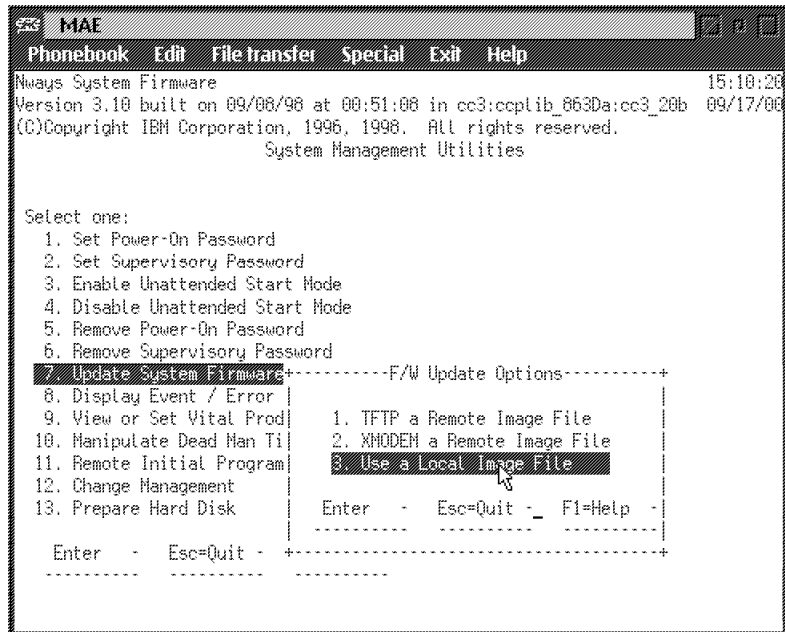 MAE
Phonebook Edit File transfer Special Exit Help
Nways System Firmware 15:10:20
Version 3.10 built on 09/08/98 at 00:51:08 in cc3:ccplib_863Da:cc3_20b 09/17/00
(C)Copyright IBM Corporation, 1996, 1998. All rights reserved.
System Management Utilities
Select one:
1. Set Power-On Password
2. Set Supervisory Password
3. Enable Unattended Start Mode
4. Disable Unattended Start Mode
5. Remove Power-On Password
6. Remove Supervisory Password
7. Update System Firmware+----------F/W Update Options----------+
8. Display Event / Error |
9. View or Set Vital Prod| 1. TFTP a Remote Image File |
10. Manipulate Dead Man Ti| 2. XMODEM a Remote Image File |
11. Remote Initial Program| 3. Use a Local Image File |
12. Change Management |
13. Prepare Hard Disk | Enter - Esc=Quit -_ F1=Help -|
Enter - Esc=Quit -